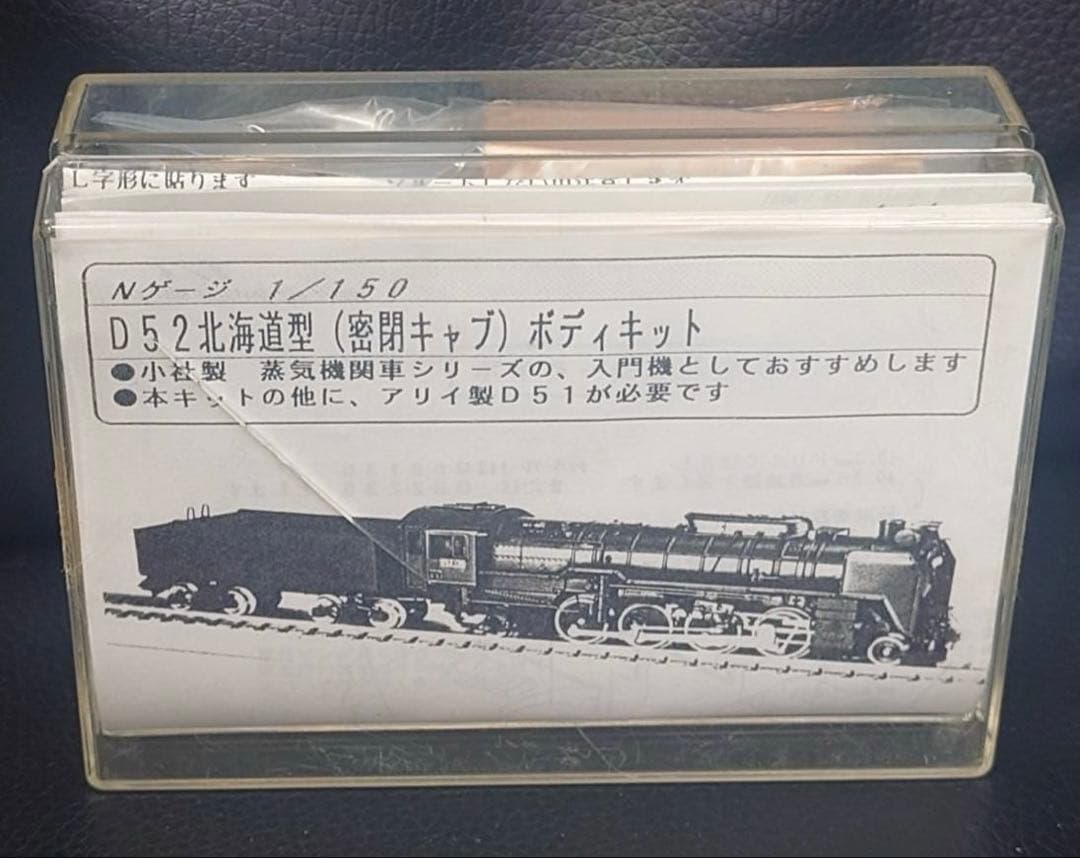 L字形に貼ります
Nゲージ 1/150
D52北海道型(密閉キャブ)ボディキット
●小社製 蒸気機関車シリーズの、入門機としておすすめします
●本キットの他に、アリイ製D51が必要です